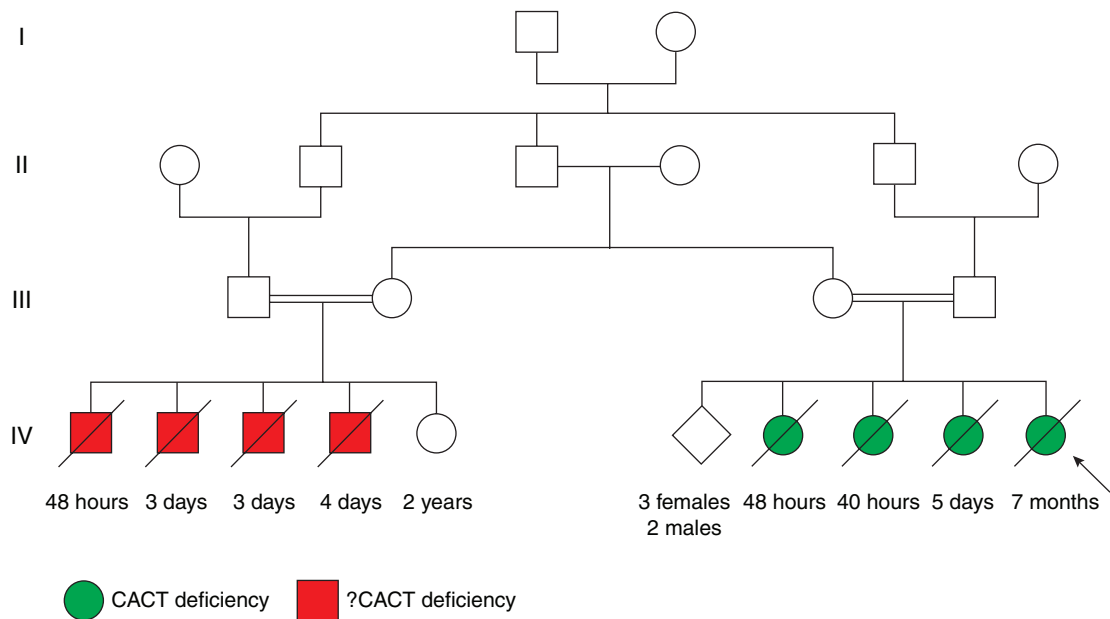 I
II
III
IV
48 hours 3 days 3 days 4 days 2 years 3 females 48 hours 40 hours 5 days 7 months
2 males
CACT deficiency ?CACT deficiency